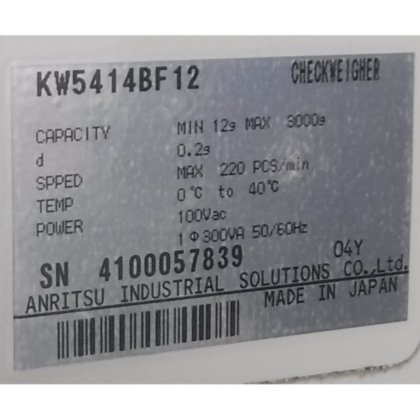 KW5414BF12 CHECKWEIGHER
CAPACITY MIN 12g MAX 3000g
d 0.2g
SPPED MAX 220 PCS/min
TEMP 0℃ to 40℃
POWER 100Vac
1Φ300VA 50/60Hz
SN 4100057839 04Y
ANRITSU INDUSTRIAL SOLUTIONS CO.,Ltd.
MADE IN JAPAN